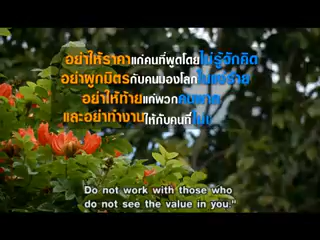 อย่าให้ราคาแก่คนที่พูดโดยไม่รู้จักคิด
อย่าผูกมิตรกับคนมองโลกในแง่ร้าย
อย่าให้ท้ายแก่พวก
และอย่าทำงานให้กับคนที่
Do not work with those who
do not see the value in you."